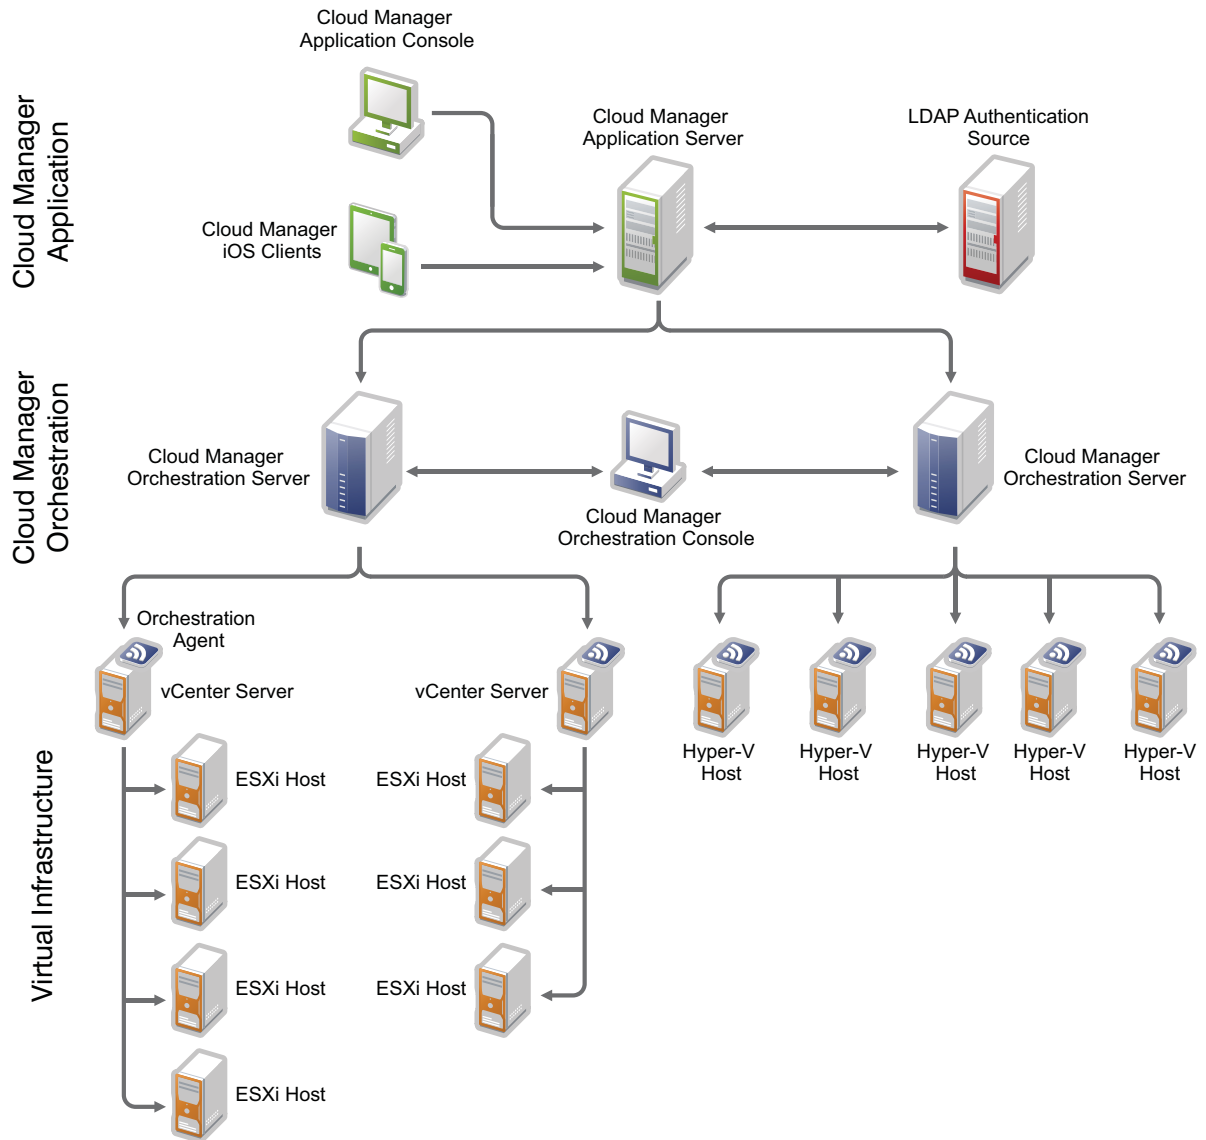 Cloud Manager
Application Console
Cloud Manager
Application
Cloud Manager
Application Server
LDAP Authentication
Source
Cloud Manager
iOS Clients
Cloud Manager
Orchestration
Cloud Manager
Orchestration Server
Cloud Manager
Orchestration Console
Cloud Manager
Orchestration Server
Orchestration
Agent
vCenter Server
vCenter Server
Hyper-V
Host
Hyper-V
Host
Hyper-V
Host
Hyper-V
Host
Hyper-V
Host
Virtual Infrastructure
ESXi Host
ESXi Host
ESXi Host
ESXi Host
ESXi Host
ESXi Host
ESXi Host